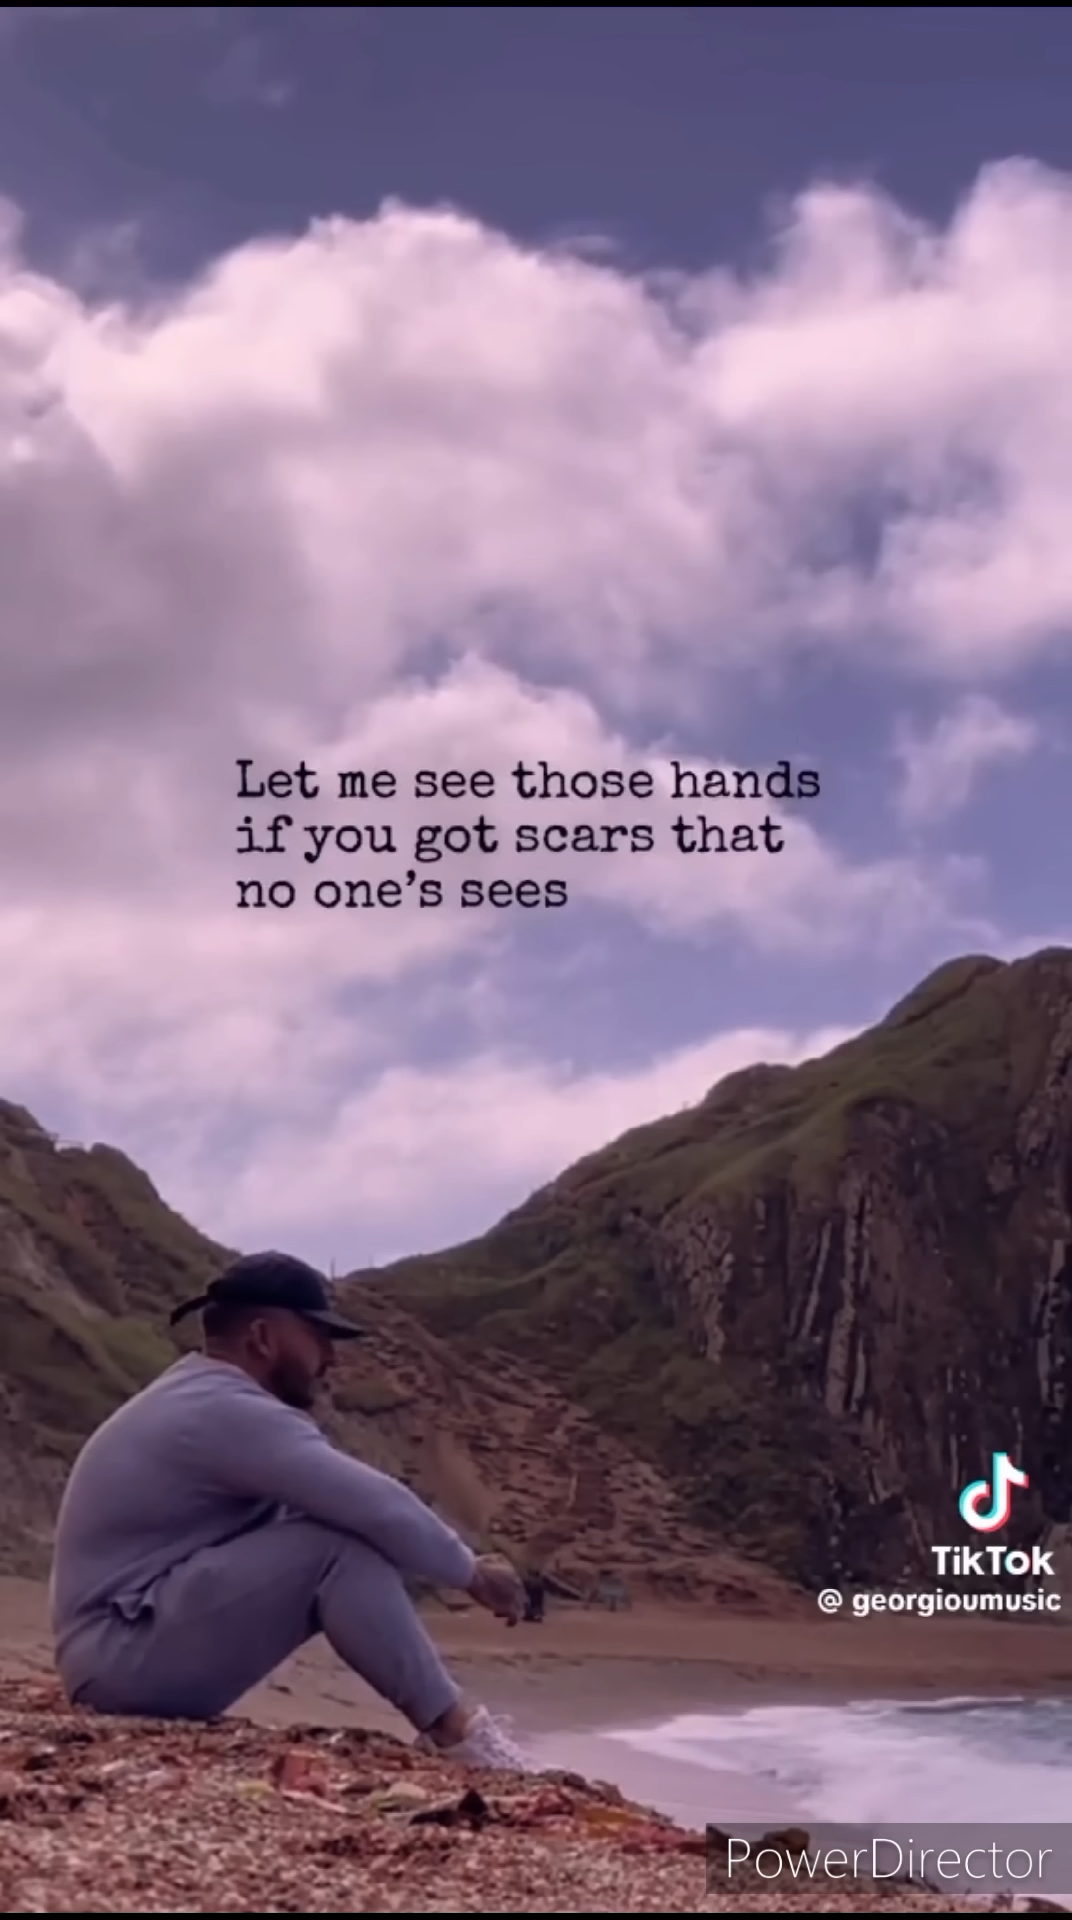 Let me see those hands
if you got scars that
no one’s sees
TikTok
@ georgioumusic
PowerDirector